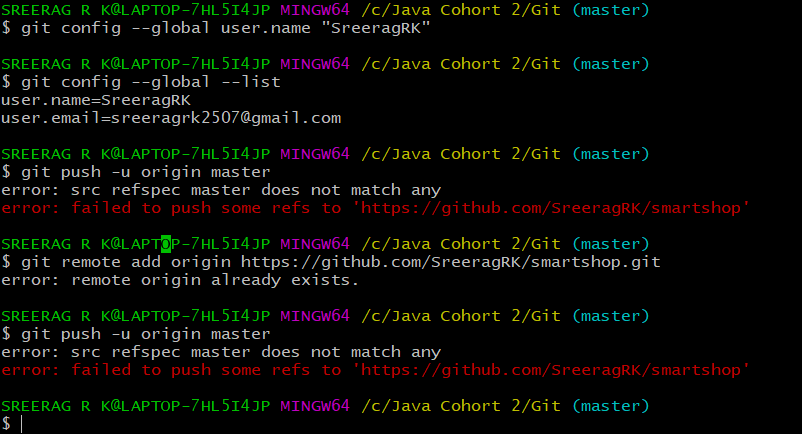 SREERAG R K@LAPTOP-7HL5I4JP MINGW64 /c/Java Cohort 2/Git (master)
$ git config --global user.name "SreeragRK"
SREERAG R K@LAPTOP-7HL5I4JP MINGW64 /c/Java Cohort 2/Git (master)
$ git config --global --list
user.name=SreeragRK
user.email=sreeragrk2507@gmail.com
SREERAG R K@LAPTOP-7HL5I4JP MINGW64 /c/Java Cohort 2/Git (master)
$ git push -u origin master
error: src refspec master does not match any
error: failed to push some refs to 'https://github.com/SreeragRK/smartshop'
SREERAG R K@LAPTOP-7HL5I4JP MINGW64 /c/Java Cohort 2/Git (master)
$ git remote add origin https://github.com/SreeragRK/smartshop.git
error: remote origin already exists.
SREERAG R K@LAPTOP-7HL5I4JP MINGW64 /c/Java Cohort 2/Git (master)
$ git push -u origin master
error: src refspec master does not match any
error: failed to push some refs to 'https://github.com/SreeragRK/smartshop'
SREERAG R K@LAPTOP-7HL5I4JP MINGW64 /c/Java Cohort 2/Git (master)
$